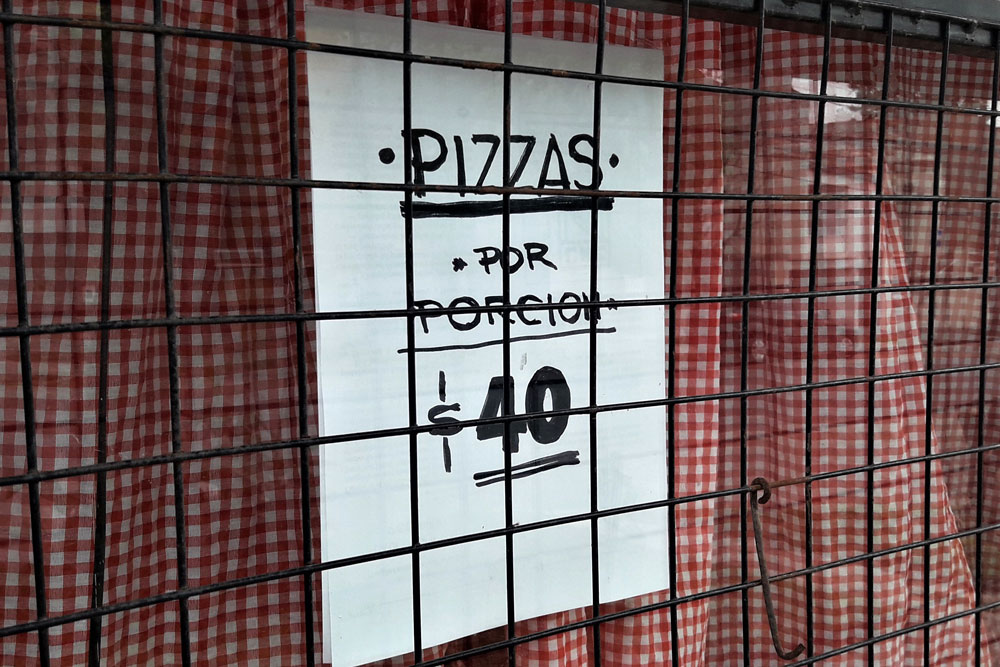 • PIZZAS •
• POR
PORCION •
$ 40